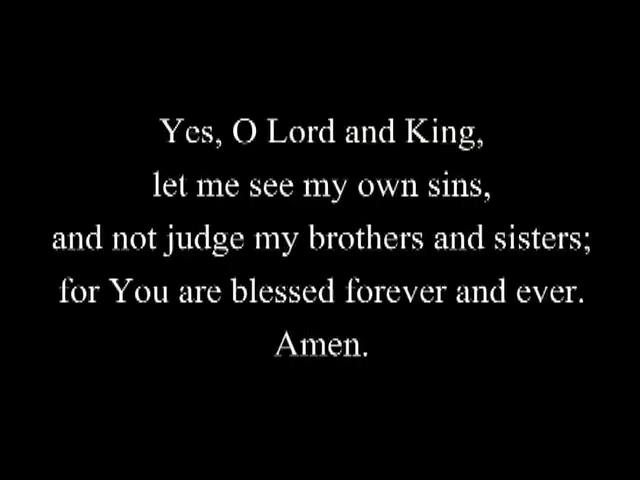 Yes, O Lord and King,
let me see my own sins,
and not judge my brothers and sisters;
for You are blessed forever and ever.
Amen.